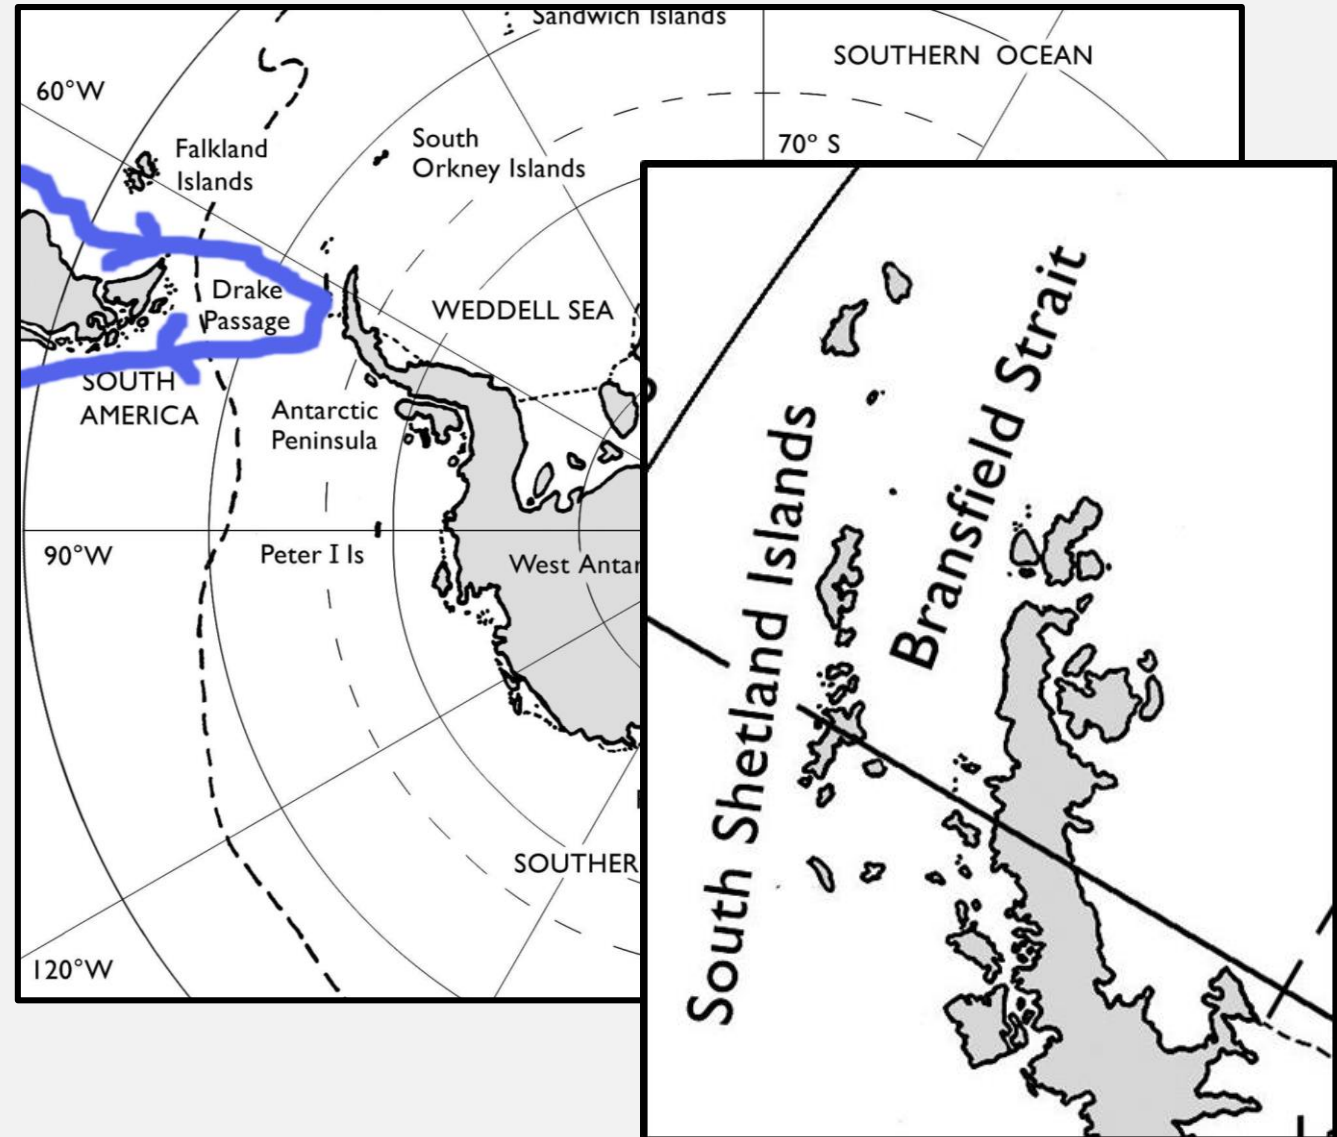 Sandwich Islands
SOUTHERN OCEAN
60°W
70° S
Falkland
Islands
South
Orkney Islands
Drake
Passage
WEDDELL SEA
SOUTH
AMERICA
Antarctic
Peninsula
90°W
Peter I Is
West Antar
SOUTHER
120°W
South Shetland Islands
Bransfield Strait